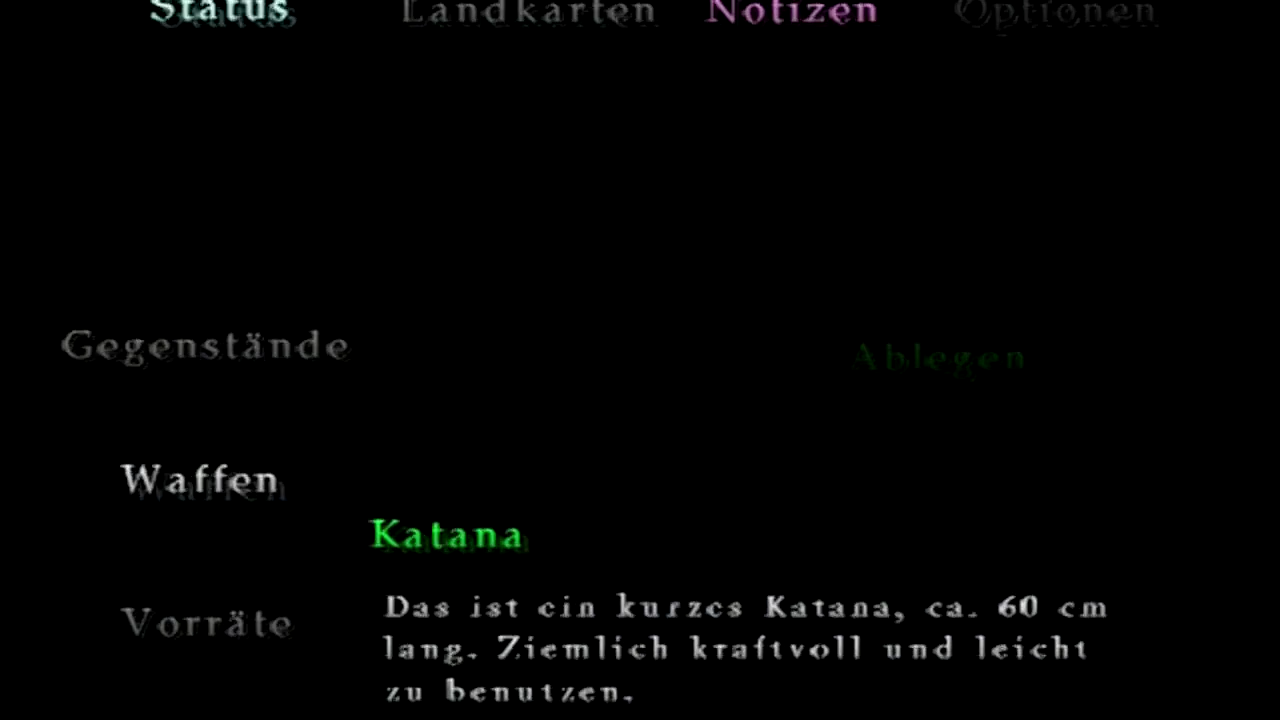 Status Landkarten Notizen Optionen
Gegenstände
Ablegen
Waffen
Katana
Vorräte
Das ist ein kurzes Katana, ca. 60 cm
lang. Ziemlich kraftvoll und leicht
zu benutzen.